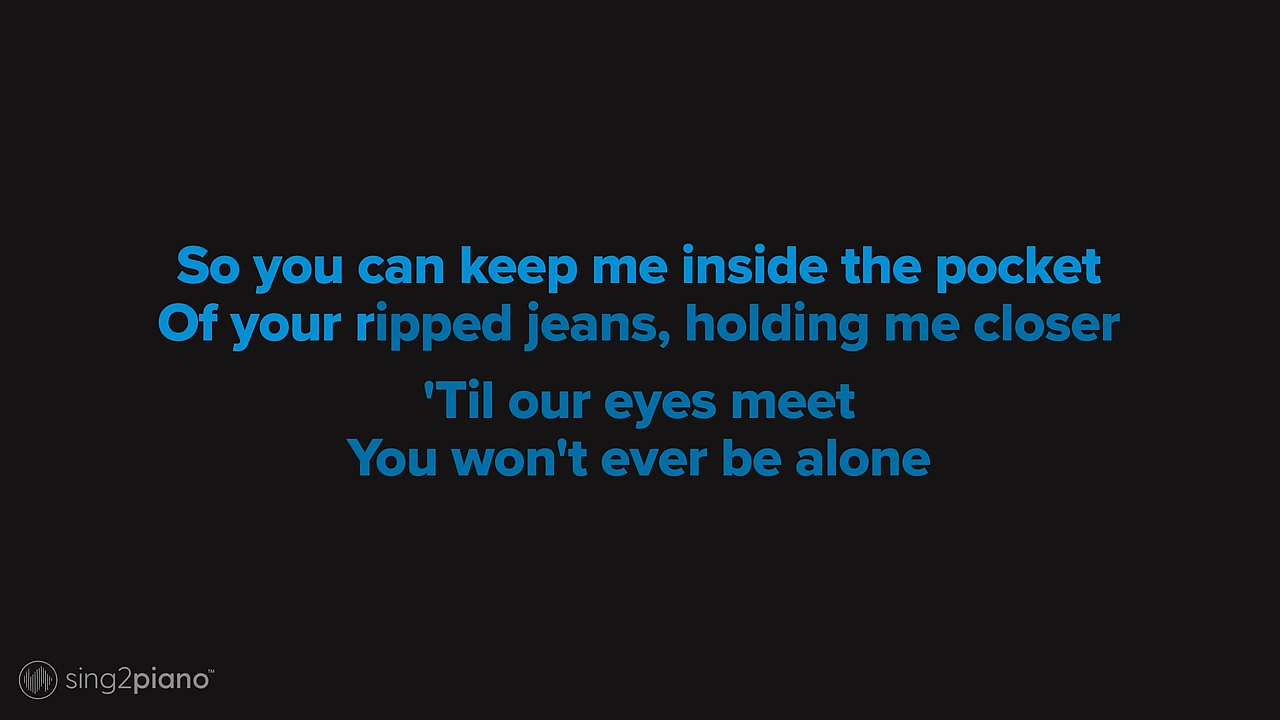 So you can keep me inside the pocket
Of your ripped jeans, holding me closer
'Til our eyes meet
You won't ever be alone
sing2piano™